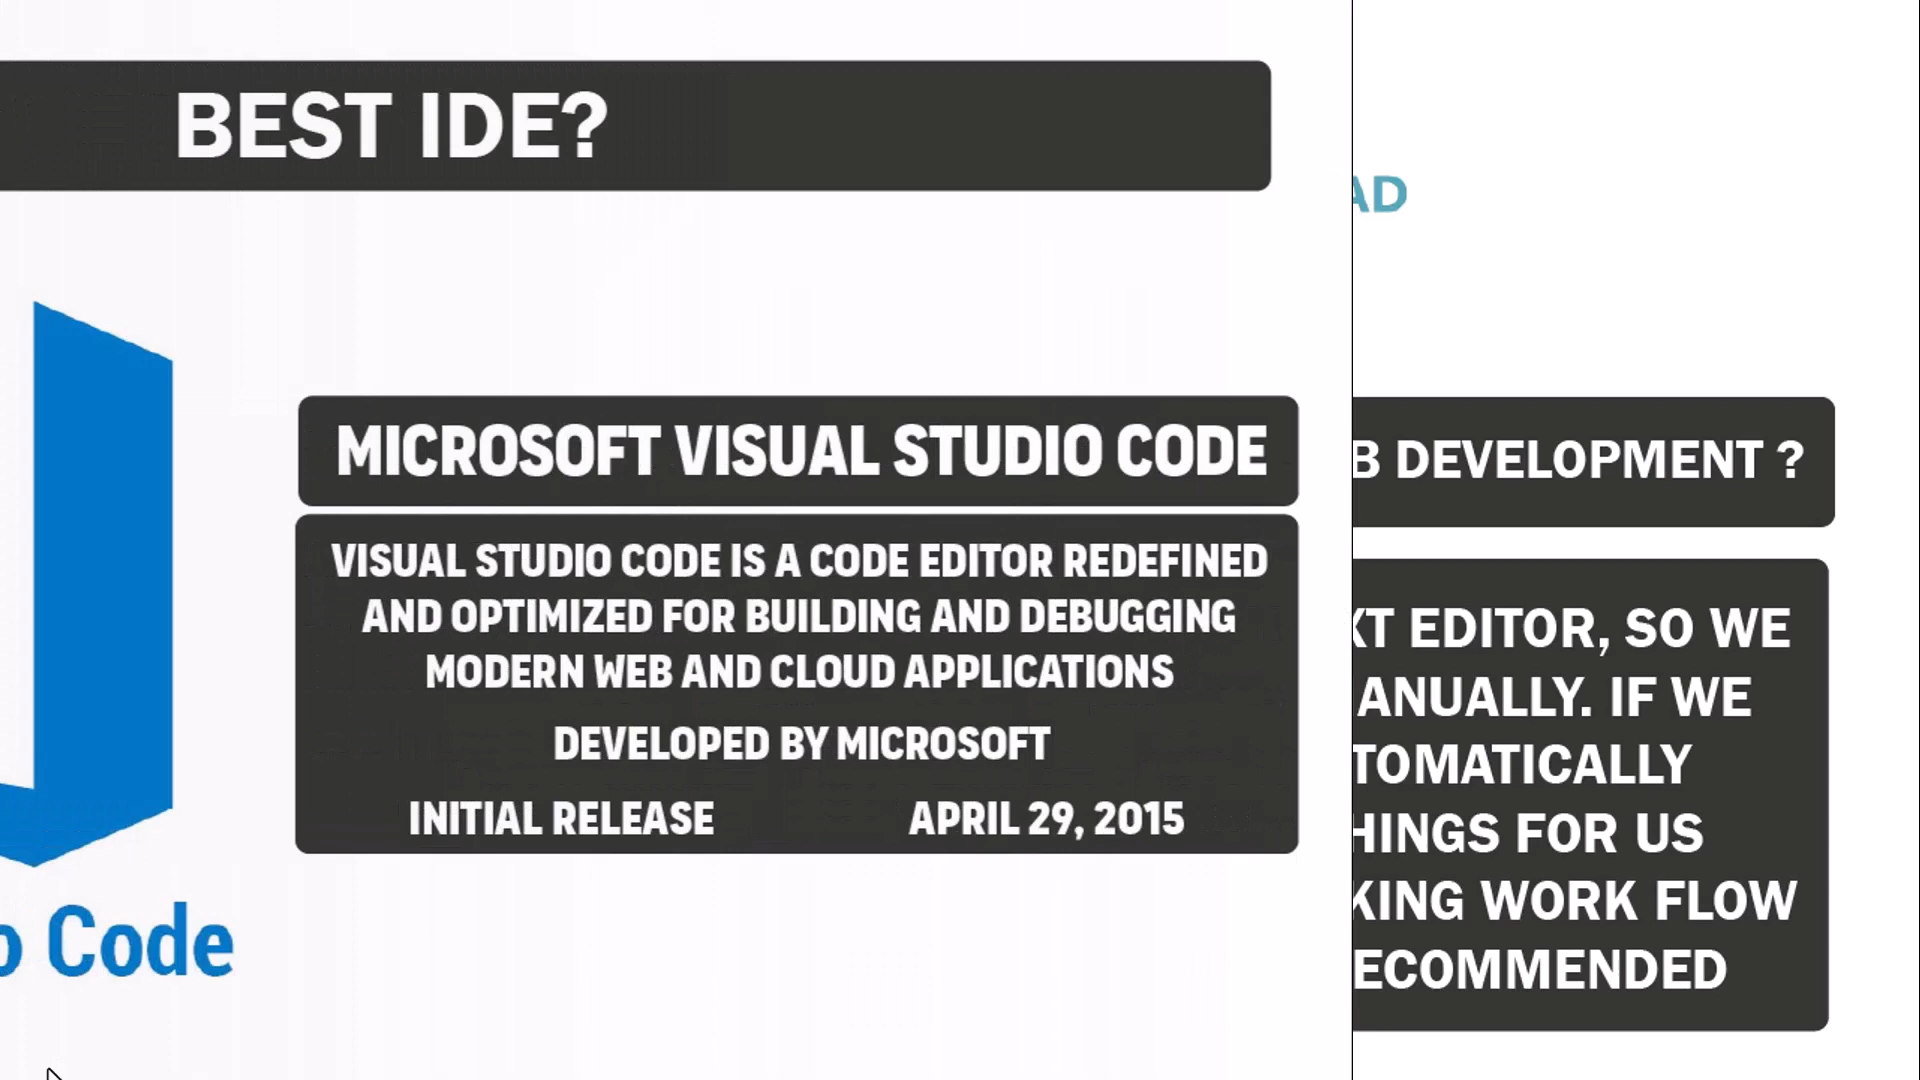 BEST IDE?
MICROSOFT VISUAL STUDIO CODE
VISUAL STUDIO CODE IS A CODE EDITOR REDEFINED
AND OPTIMIZED FOR BUILDING AND DEBUGGING
MODERN WEB AND CLOUD APPLICATIONS
DEVELOPED BY MICROSOFT
INITIAL RELEASE APRIL 29, 2015
Code
AD
B DEVELOPMENT ?
XT EDITOR, SO WE
ANUALLY. IF WE
TOMATICALLY
HINGS FOR US
KING WORK FLOW
ECOMMENDED